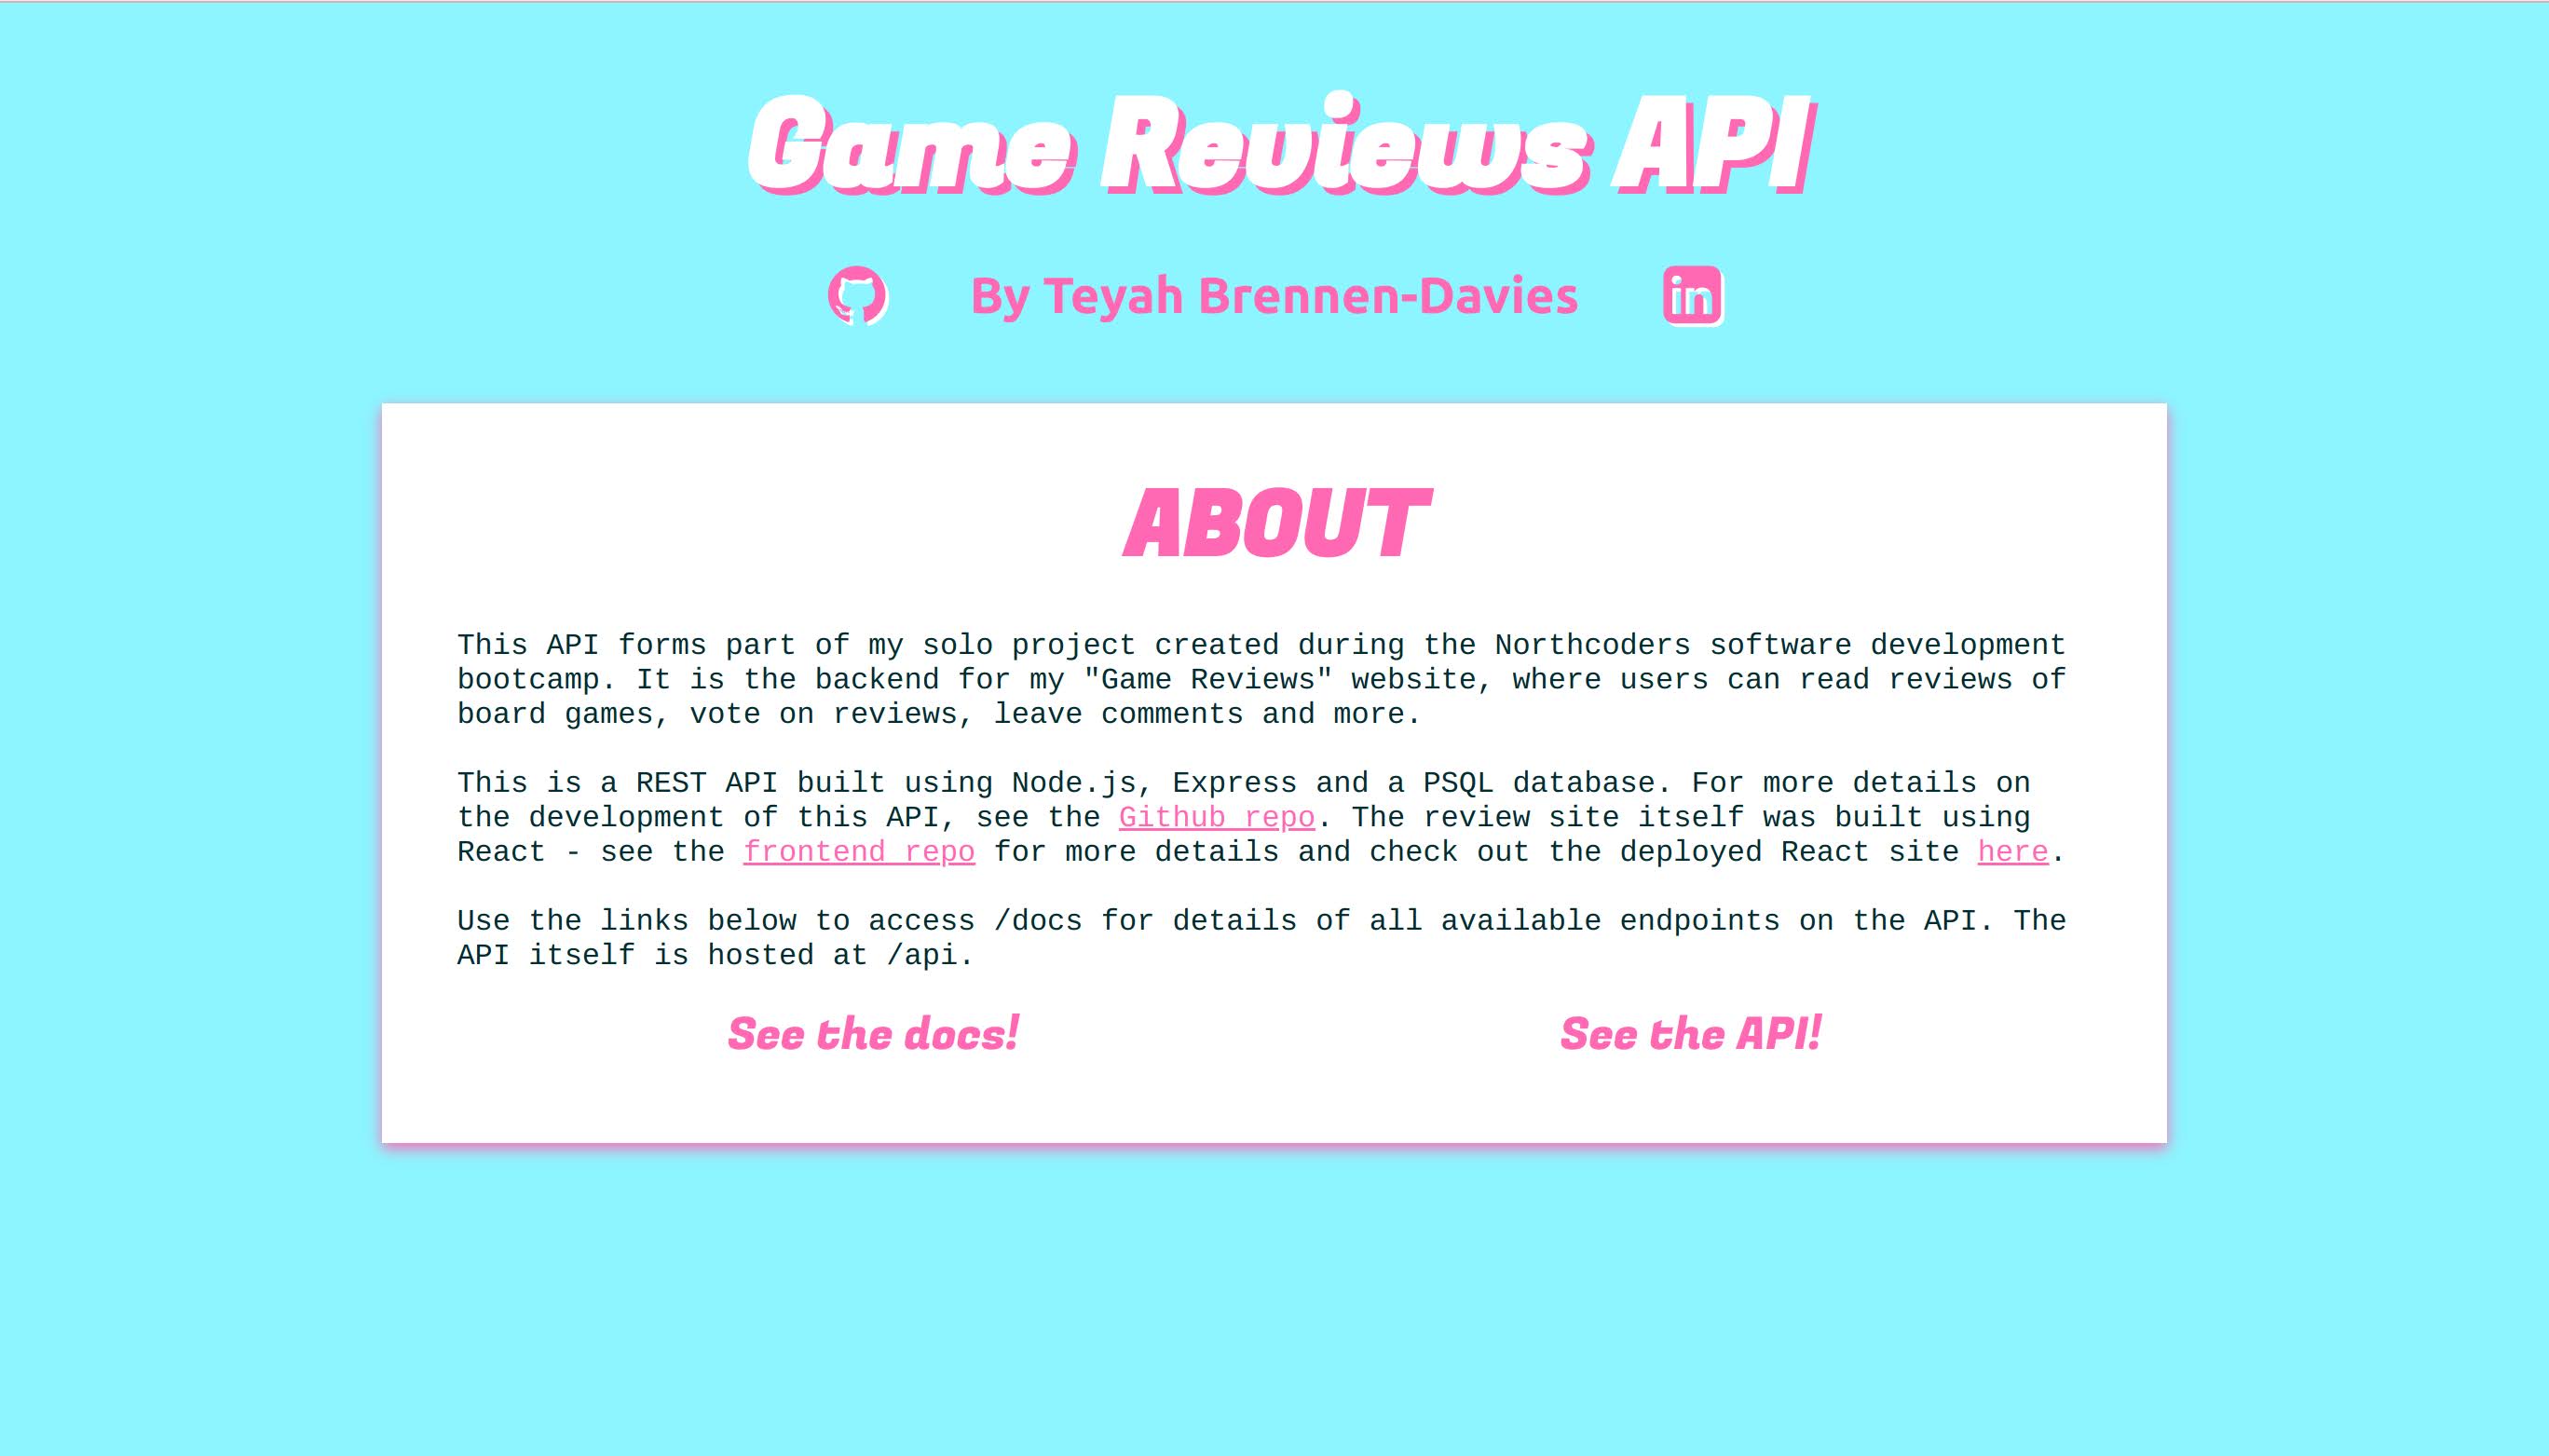 Game Reviews API
By Teyah Brennen-Davies
in
ABOUT
This API forms part of my solo project created during the Northcoders software development
bootcamp. It is the backend for my "Game Reviews" website, where users can read reviews of
board games, vote on reviews, leave comments and more.
This is a REST API built using Node.js, Express and a PSQL database. For more details on
the development of this API, see the Github repo. The review site itself was built using
React - see the frontend repo for more details and check out the deployed React site here.
Use the links below to access /docs for details of all available endpoints on the API. The
API itself is hosted at /api.
See the docs!
See the API!